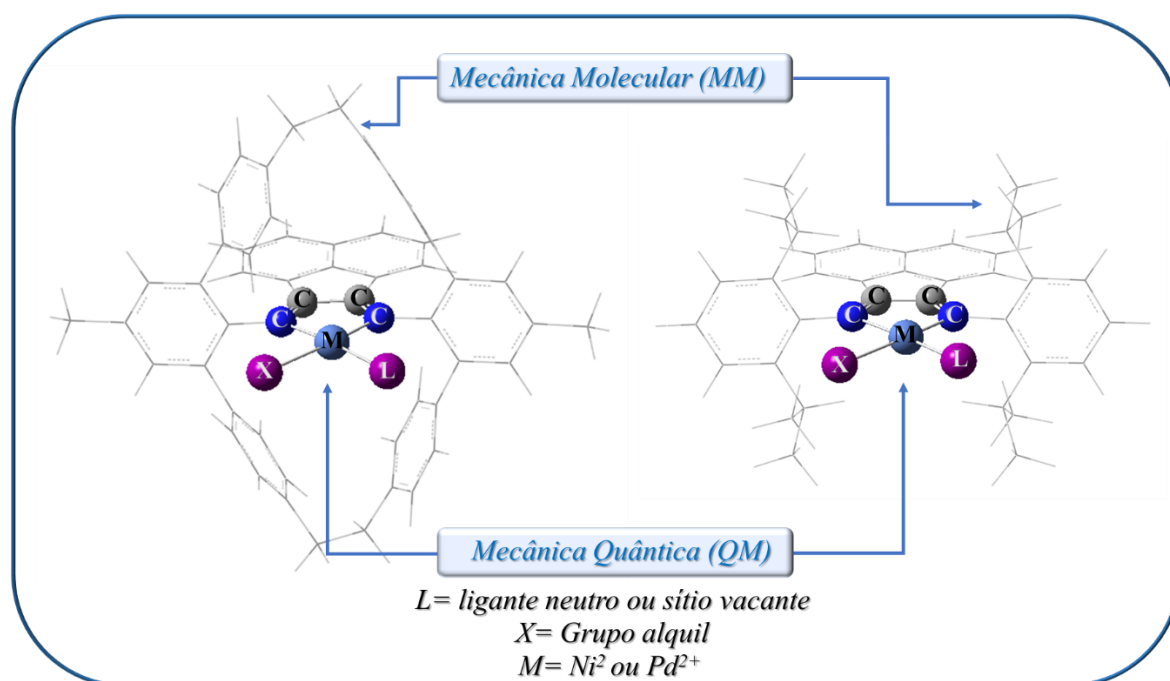 Mecânica Molecular (MM)
C C C C
C C M M
X L X L
Mecânica Quântica (QM)
L= ligante neutro ou sítio vacante
X= Grupo alquil
M= Ni² ou Pd²⁺